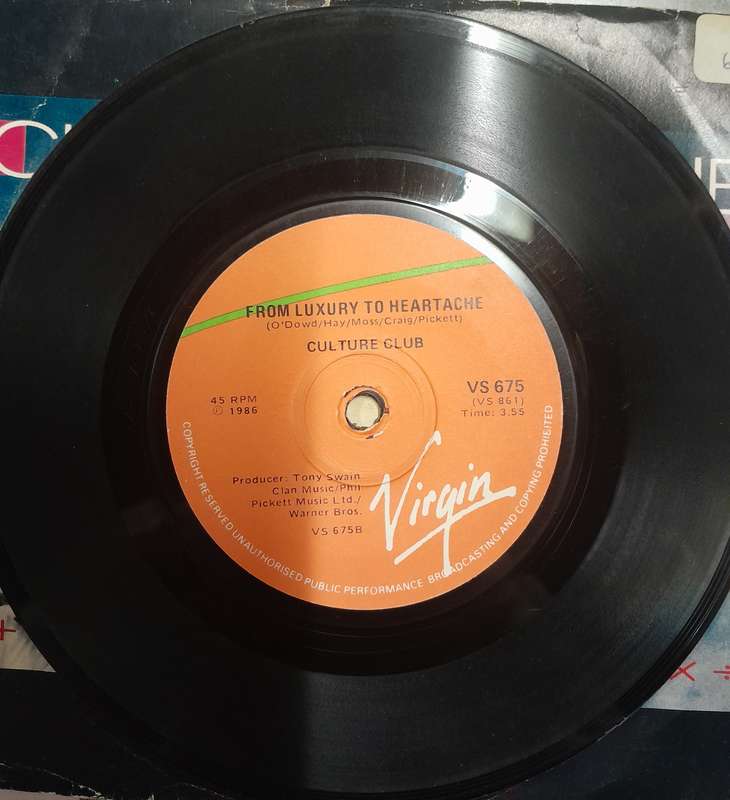 FROM LUXURY TO HEARTACHE
(O'Dowd/Hay/Moss/Craig/Pickett)
CULTURE CLUB
45 RPM
Ⓟ 1986
VS 675
(VS 861)
Time: 3.55
Producer: Tony Swain
Clan Music/Phil
Pickett Music Ltd./
Warner Bros.
VS 675B
Virgin
COPYRIGHT RESERVED UNAUTHORISED PUBLIC PERFORMANCE BROADCASTING AND COPYING PROHIBITED